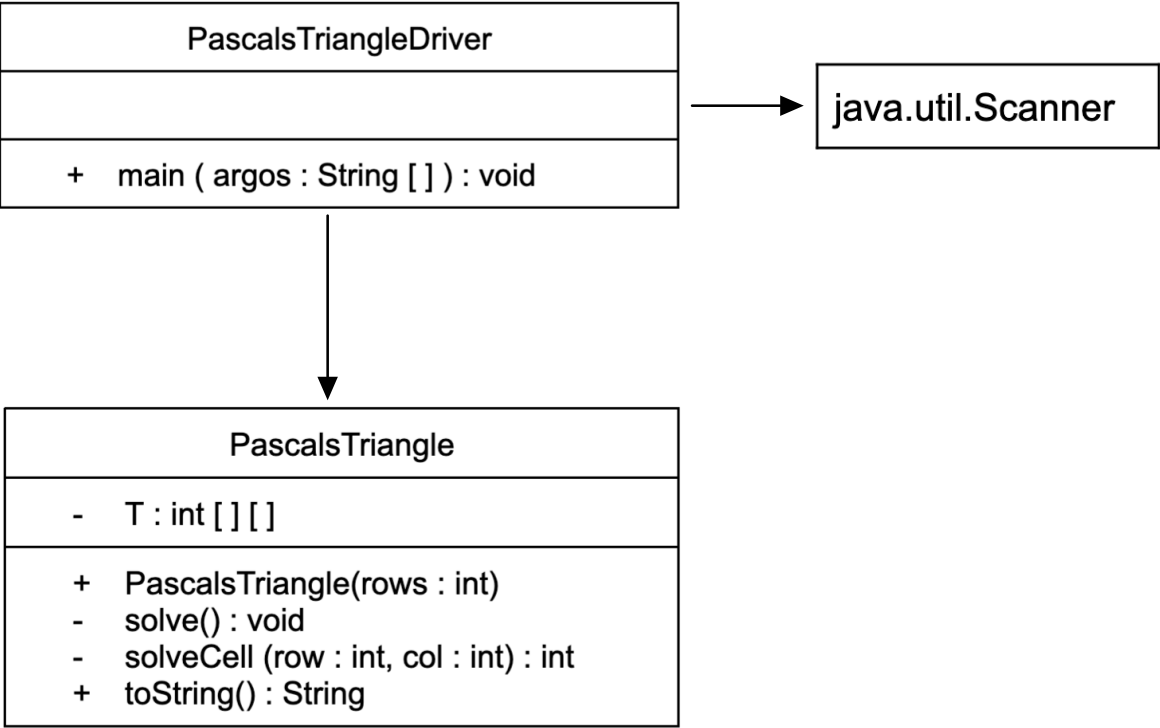 PascalsTriangleDriver
java.util.Scanner
+ main ( argos : String [ ] ) : void
PascalsTriangle
- T : int [ ] [ ]
+ PascalsTriangle(rows : int)
- solve() : void
- solveCell (row : int, col : int) : int
+ toString() : String